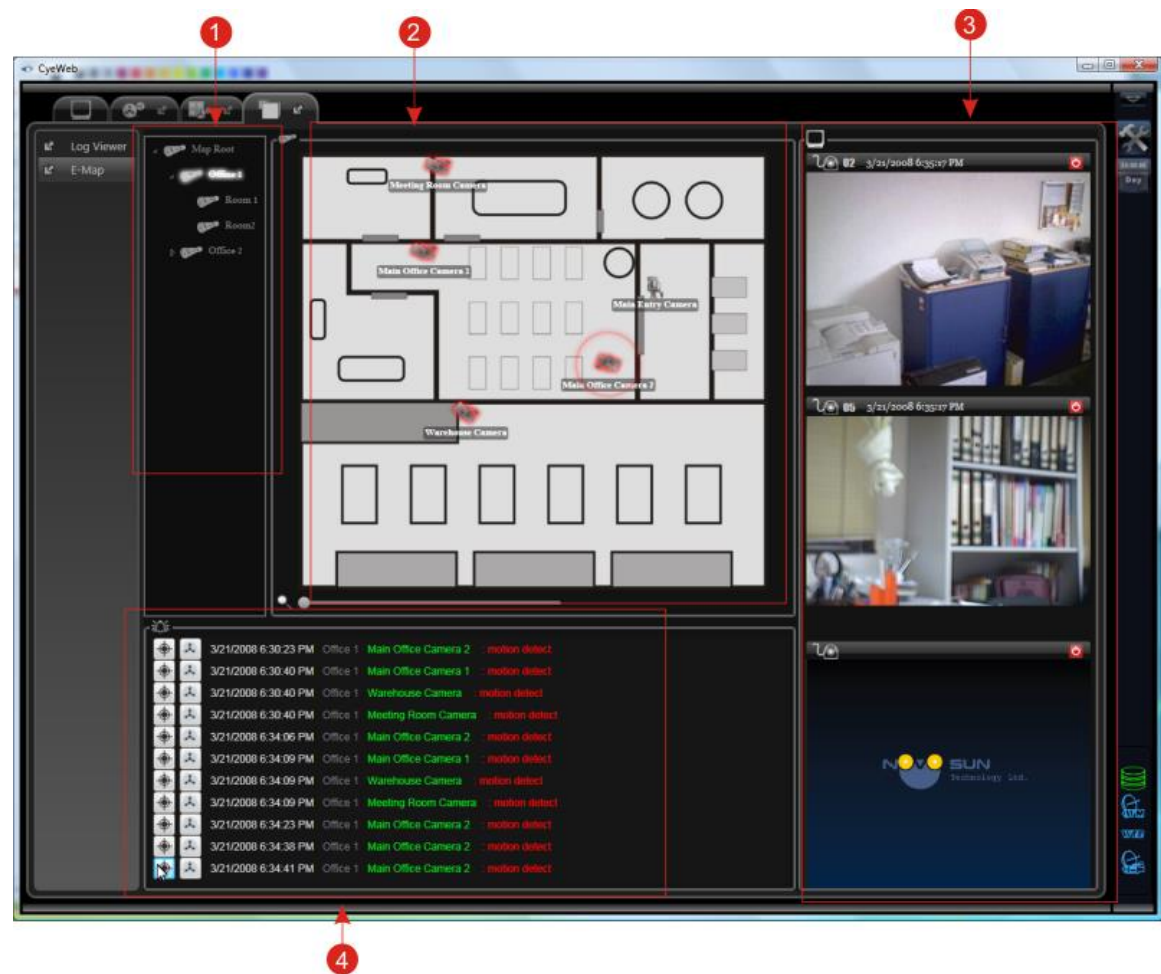 1
2
3
CyeWeb
Log Viewer
E-Map
Map Root
Office 1
Room 1
Room2
Office 2
Meeting Room Camera
Main Office Camera 1
Main Entry Camera
Main Office Camera 2
Warehouse Camera
02 3/21/2008 6:35:17 PM
05 3/21/2008 6:35:17 PM
NOVO SUN
Technology Ltd.
Day
3/21/2008 6:30:23 PM Office 1 Main Office Camera 2 : motion detect
3/21/2008 6:30:40 PM Office 1 Main Office Camera 1 : motion detect
3/21/2008 6:30:40 PM Office 1 Warehouse Camera : motion detect
3/21/2008 6:30:40 PM Office 1 Meeting Room Camera : motion detect
3/21/2008 6:34:06 PM Office 1 Main Office Camera 2 : motion detect
3/21/2008 6:34:09 PM Office 1 Main Office Camera 1 : motion detect
3/21/2008 6:34:09 PM Office 1 Warehouse Camera : motion detect
3/21/2008 6:34:09 PM Office 1 Meeting Room Camera : motion detect
3/21/2008 6:34:23 PM Office 1 Main Office Camera 2 : motion detect
3/21/2008 6:34:38 PM Office 1 Main Office Camera 2 : motion detect
3/21/2008 6:34:41 PM Office 1 Main Office Camera 2 : motion detect
4